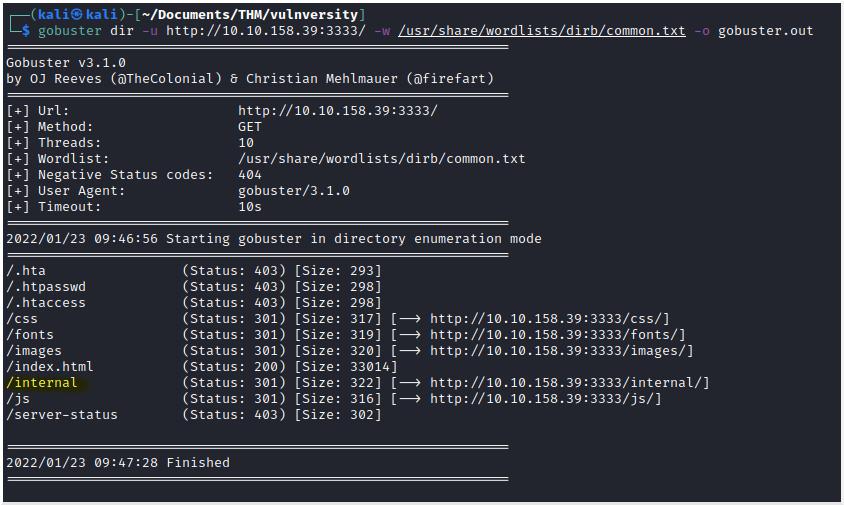 ┌──(kali㉿kali)-[~/Documents/THM/vulnversity]
└─$ gobuster dir -u http://10.10.158.39:3333/ -w /usr/share/wordlists/dirb/common.txt -o gobuster.out
===============================================================
Gobuster v3.1.0
by OJ Reeves (@TheColonial) & Christian Mehlmauer (@firefart)
===============================================================
[+] Url:                     http://10.10.158.39:3333/
[+] Method:                  GET
[+] Threads:                 10
[+] Wordlist:                /usr/share/wordlists/dirb/common.txt
[+] Negative Status codes:   404
[+] User Agent:              gobuster/3.1.0
[+] Timeout:                 10s
===============================================================
2022/01/23 09:46:56 Starting gobuster in directory enumeration mode
===============================================================
/.hta                 (Status: 403) [Size: 293]
/.htpasswd            (Status: 403) [Size: 298]
/.htaccess            (Status: 403) [Size: 298]
/css                  (Status: 301) [Size: 317] [--> http://10.10.158.39:3333/css/]
/fonts                (Status: 301) [Size: 319] [--> http://10.10.158.39:3333/fonts/]
/images               (Status: 301) [Size: 320] [--> http://10.10.158.39:3333/images/]
/index.html           (Status: 200) [Size: 33014]
/internal             (Status: 301) [Size: 322] [--> http://10.10.158.39:3333/internal/]
/js                   (Status: 301) [Size: 316] [--> http://10.10.158.39:3333/js/]
/server-status        (Status: 403) [Size: 302]
===============================================================
2022/01/23 09:47:28 Finished
===============================================================